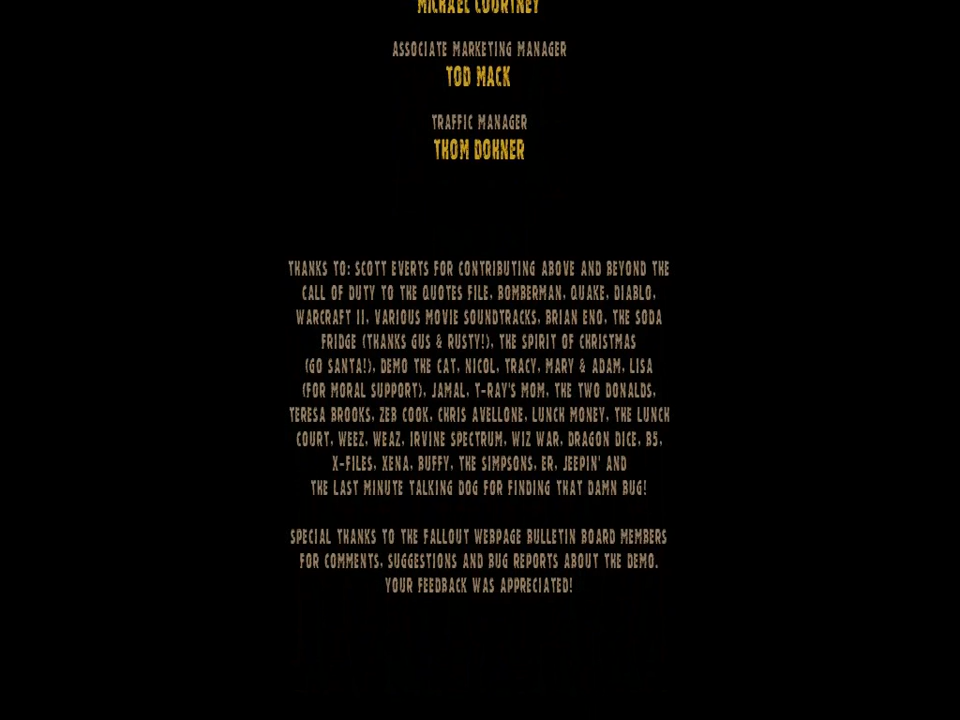 MICHAEL COURTNEY
ASSOCIATE MARKETING MANAGER
TOD MACK
TRAFFIC MANAGER
THOM DOHNER
THANKS TO: SCOTT EVERTS FOR CONTRIBUTING ABOVE AND BEYOND THE
CALL OF DUTY TO THE QUOTES FILE, BOMBERMAN, QUAKE, DIABLO,
WARCRAFT II, VARIOUS MOVIE SOUNDTRACKS, BRIAN ENO, THE SODA
FRIDGE (THANKS GUS & RUSTY!), THE SPIRIT OF CHRISTMAS
(GO SANTA!), DEMO THE CAT, NICOL, TRACY, MARY & ADAM, LISA
(FOR MORAL SUPPORT), JAMAL, T-RAY'S MOM, THE TWO DONALDS,
TERESA BROOKS, ZEB COOK, CHRIS AVELLONE, LUNCH MONEY, THE LUNCH
COURT, WEEZ, WEAZ, IRVINE SPECTRUM, WIZ WAR, DRAGON DICE, B5,
X-FILES, XENA, BUFFY, THE SIMPSONS, ER, JEEPIN' AND
THE LAST MINUTE TALKING DOG FOR FINDING THAT DAMN BUG!
SPECIAL THANKS TO THE FALLOUT WEBPAGE BULLETIN BOARD MEMBERS
FOR COMMENTS, SUGGESTIONS AND BUG REPORTS ABOUT THE DEMO.
YOUR FEEDBACK WAS APPRECIATED!